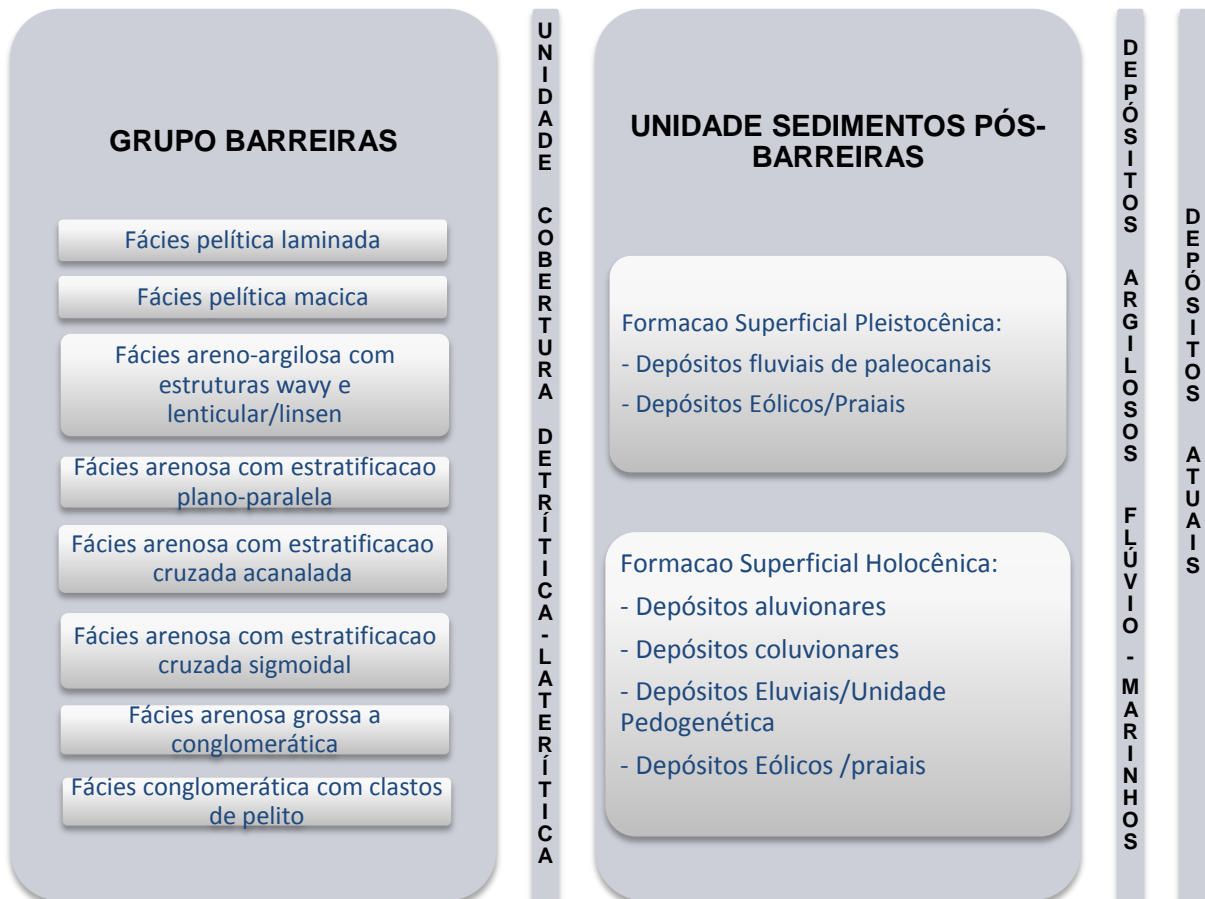 GRUPO BARREIRAS
Fácies pelítica laminada
Fácies pelítica macica
Fácies areno-argilosa com
estruturas wavy e
lenticular/linsen
Fácies arenosa com estratificacao
plano-paralela
Fácies arenosa com estratificacao
cruzada acanalada
Fácies arenosa com estratificacao
cruzada sigmoidal
Fácies arenosa grossa a
conglomerática
Fácies conglomerática com clastos
de pelito
UNIDADE COBERTURA DETRÍTICA-LATERÍTICA
UNIDADE SEDIMENTOS PÓS-
BARREIRAS
Formacao Superficial Pleistocênica:
- Depósitos fluviais de paleocanais
- Depósitos Eólicos/Praiais
Formacao Superficial Holocênica:
- Depósitos aluvionares
- Depósitos coluvionares
- Depósitos Eluviais/Unidade
Pedogenética
- Depósitos Eólicos /praiais
DEPÓSITOS ARGILOSOS FLÚVIO - MARINHOS
DEPÓSITOS ATUAIS